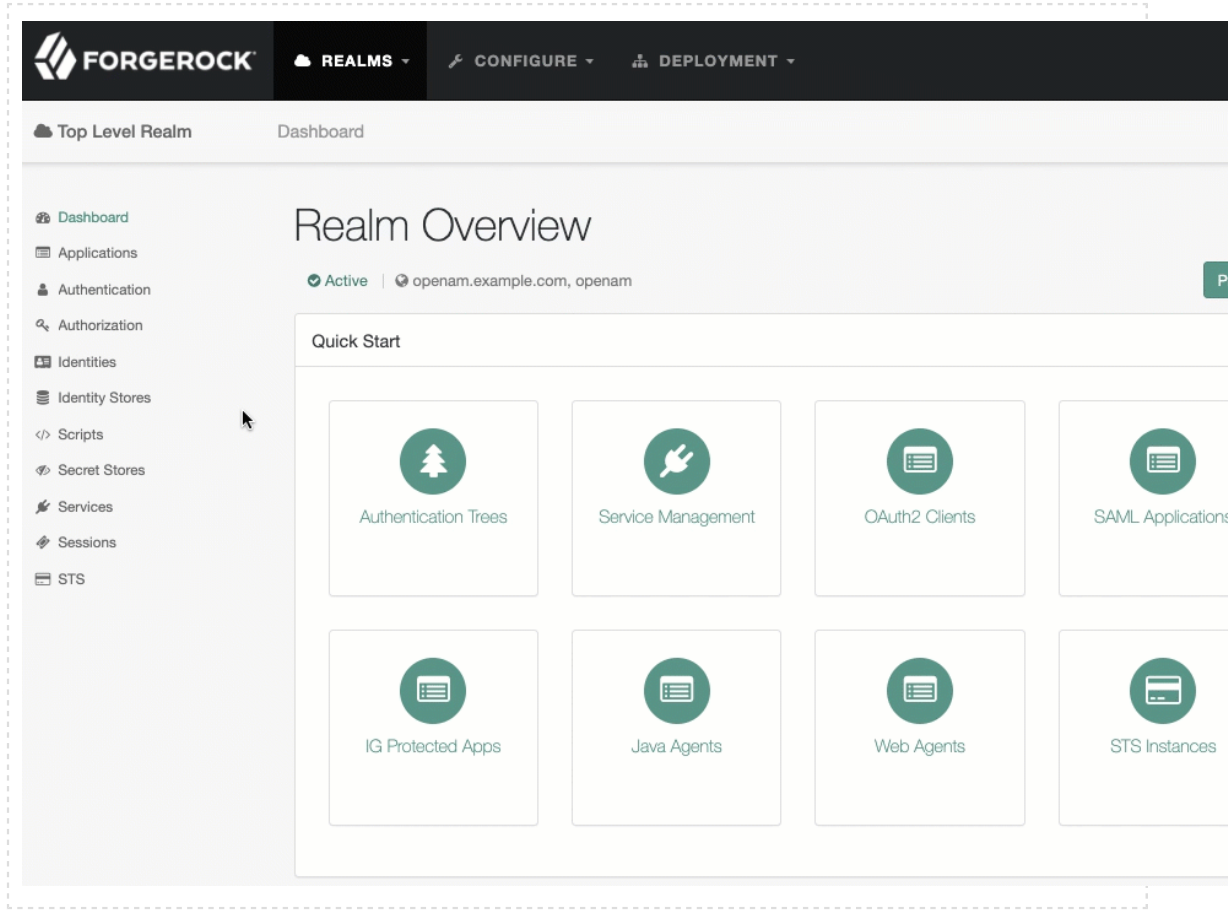 FORGEROCK REALMS CONFIGURE DEPLOYMENT
Top Level Realm Dashboard
Dashboard
Applications
Authentication
Authorization
Identities
Identity Stores
Scripts
Secret Stores
Services
Sessions
STS
Realm Overview
Active openam.example.com, openam
P
Quick Start
Authentication Trees Service Management OAuth2 Clients SAML Applications
IG Protected Apps Java Agents Web Agents STS Instances